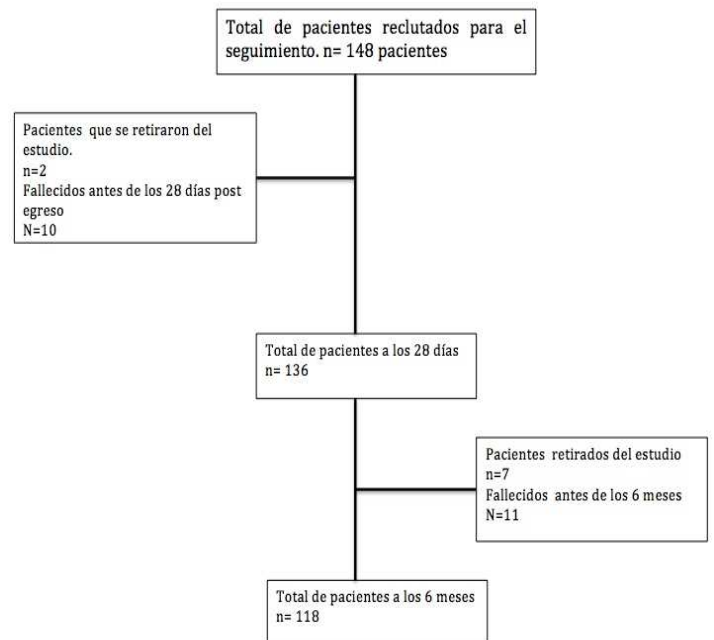 Total de pacientes reclutados para el
seguimiento. n= 148 pacientes
Pacientes que se retiraron del
estudio.
n=2
Fallecidos antes de los 28 días post
egreso
N=10
Total de pacientes a los 28 días
n= 136
Pacientes retirados del estudio
n=7
Fallecidos antes de los 6 meses
N=11
Total de pacientes a los 6 meses
n= 118